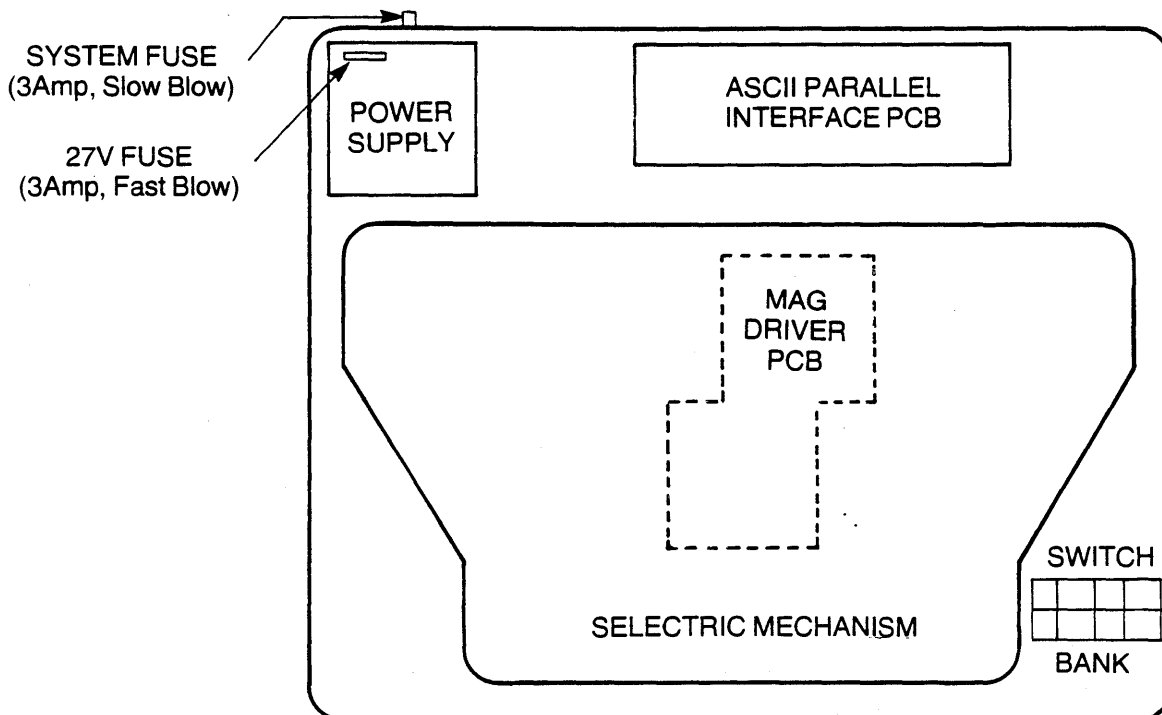 SYSTEM FUSE
(3Amp, Slow Blow)
27V FUSE
(3Amp, Fast Blow)
POWER
SUPPLY
ASCII PARALLEL
INTERFACE PCB
MAG
DRIVER
PCB
SELECTRIC MECHANISM
SWITCH
BANK